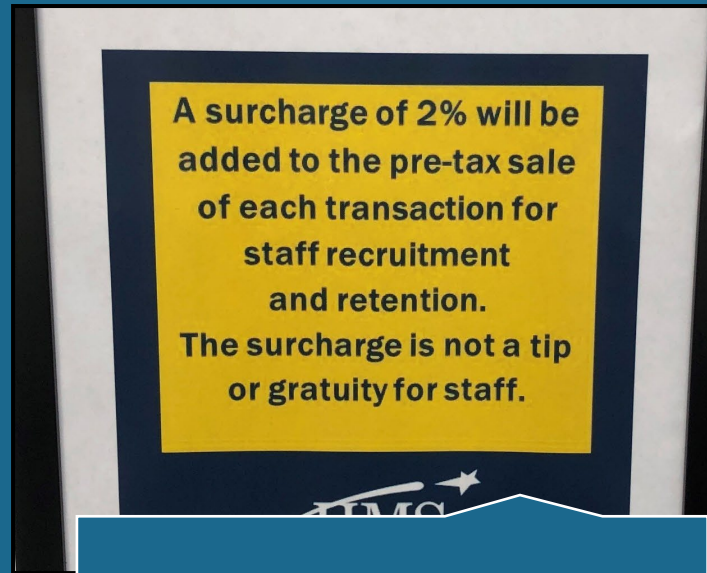 A surcharge of 2% will be
added to the pre-tax sale
of each transaction for
staff recruitment
and retention.
The surcharge is not a tip
or gratuity for staff.
HMS